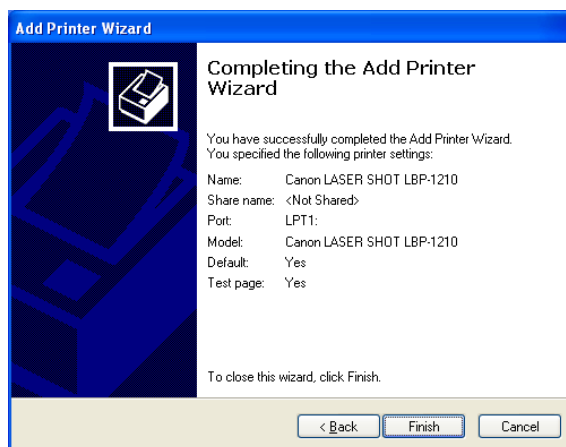 Add Printer Wizard
Completing the Add Printer
Wizard
You have successfully completed the Add Printer Wizard.
You specified the following printer settings:
Name: Canon LASER SHOT LBP-1210
Share name: <Not Shared>
Port: LPT1:
Model: Canon LASER SHOT LBP-1210
Default: Yes
Test page: Yes
To close this wizard, click Finish.
< Back Finish Cancel